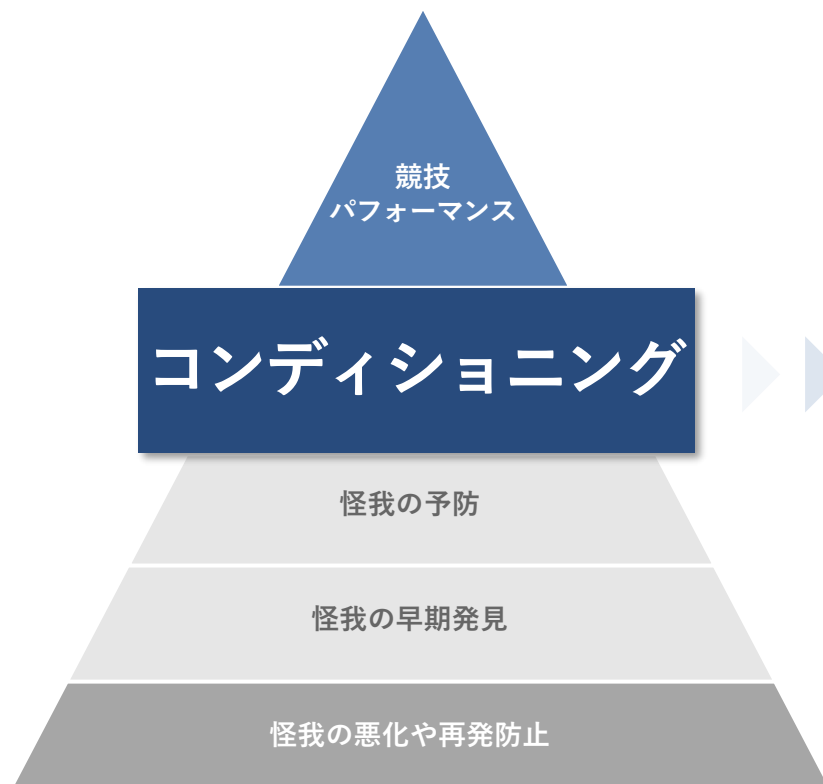 競技
パフォーマンス
コンディショニング
怪我の予防
怪我の早期発見
怪我の悪化や再発防止